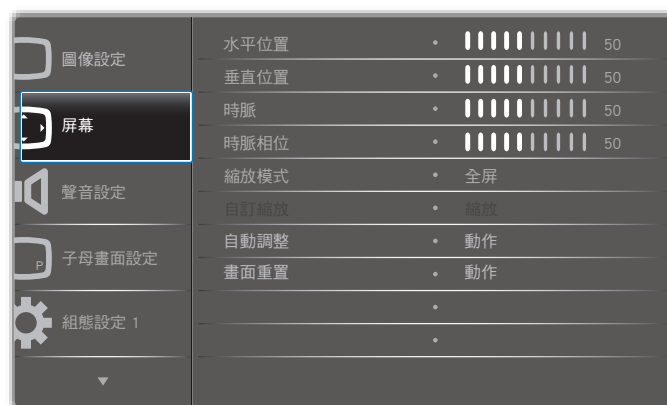 圖像設定
屏幕
聲音設定
P
子母畫面設定
組態設定 1
水平位置 • 50
垂直位置 • 50
時脈 • 50
時脈相位 • 50
縮放模式 • 全屏
自訂縮放 • 縮放
自動調整 • 動作
畫面重置 • 動作
•
•